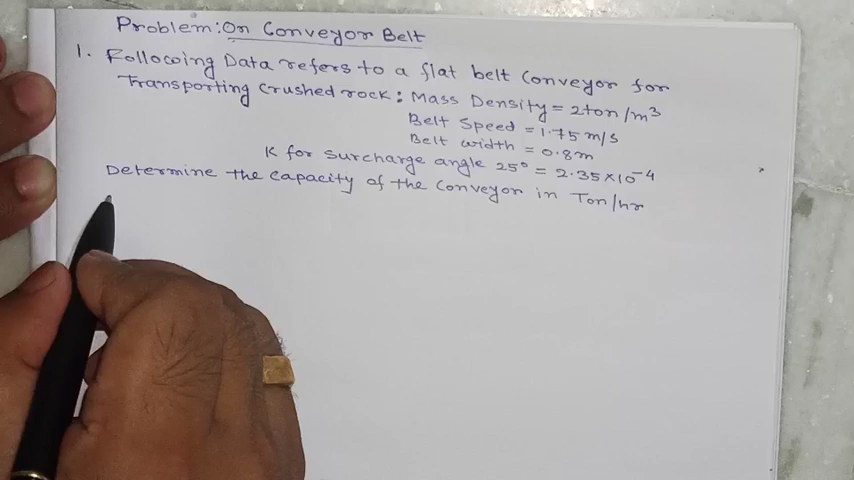 Problem: On Conveyor Belt
1. Following Data refers to a flat belt Conveyor for
Transporting Crushed rock: Mass Density = 2ton/m³
Belt Speed = 1.75 m/s
Belt width = 0.8m
K for surcharge angle 25° = 2.35×10⁻⁴
Determine the capacity of the Conveyor in Ton/hr